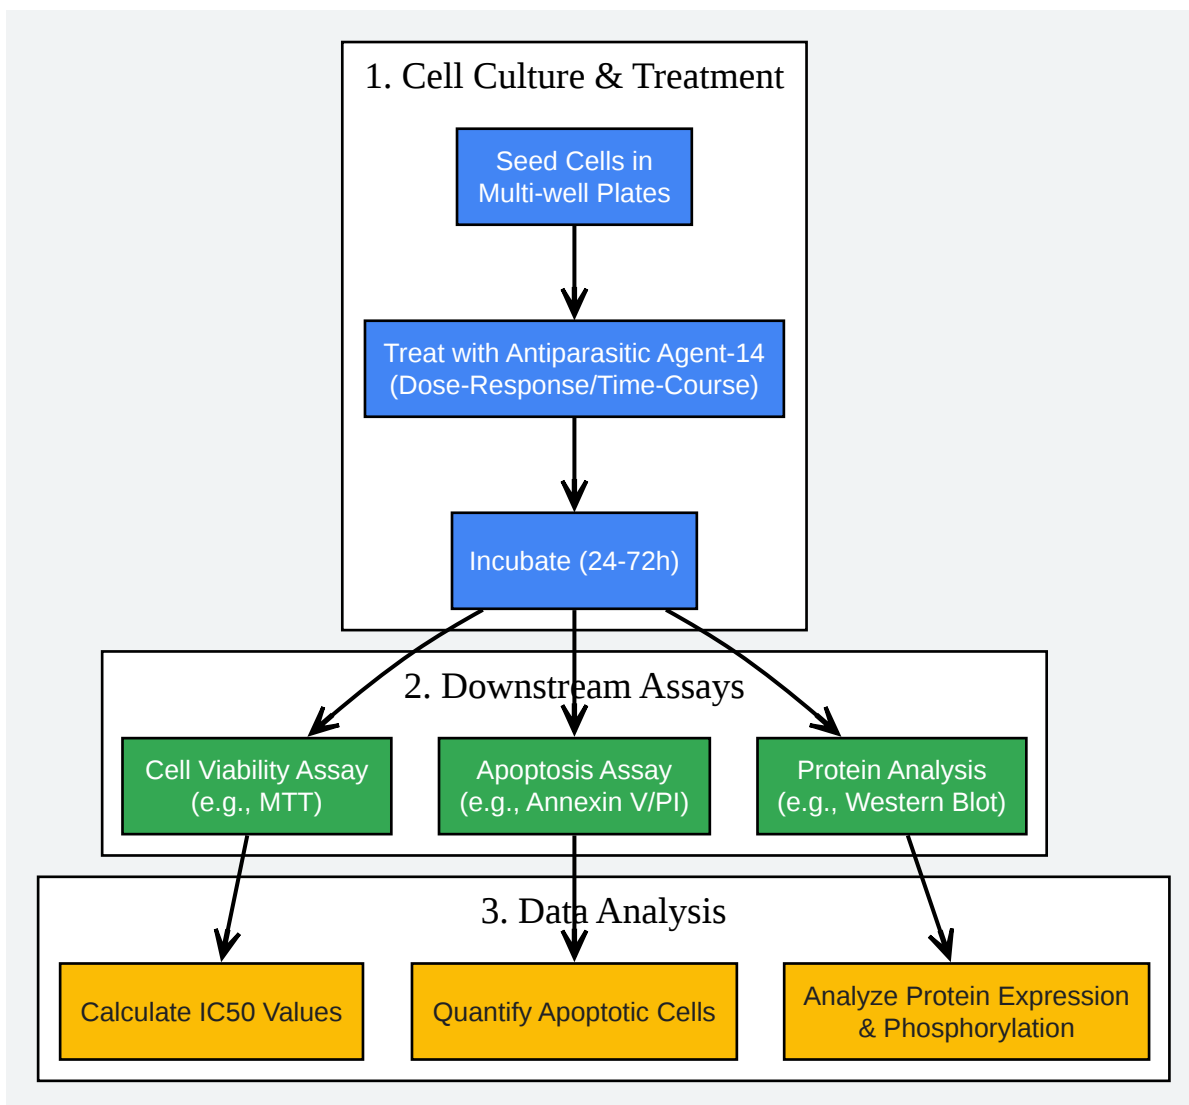 1. Cell Culture & Treatment
Seed Cells in
Multi-well Plates
Treat with Antiparasitic Agent-14
(Dose-Response/Time-Course)
Incubate (24-72h)
2. Downstream Assays
Cell Viability Assay
(e.g., MTT)
Apoptosis Assay
(e.g., Annexin V/PI)
Protein Analysis
(e.g., Western Blot)
3. Data Analysis
Calculate IC50 Values
Quantify Apoptotic Cells
Analyze Protein Expression
& Phosphorylation